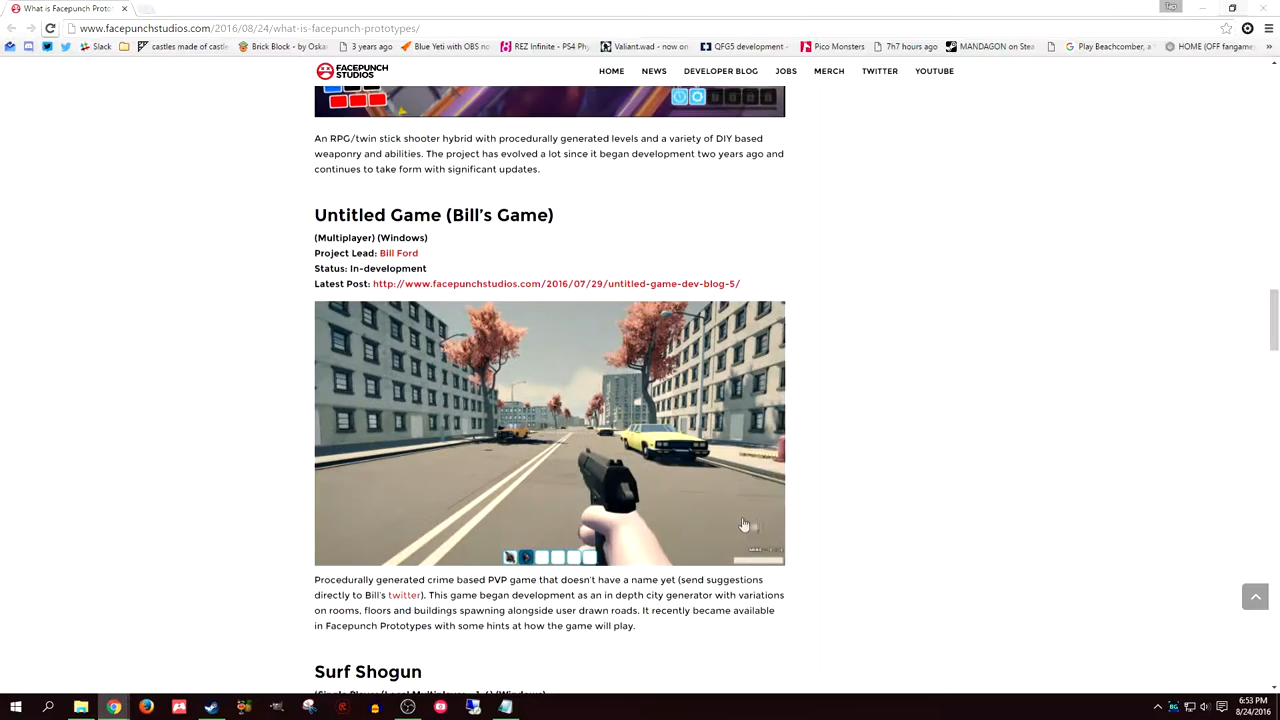 What is Facepunch Proto
www.facepunchstudios.com/2016/08/24/what-is-facepunch-prototypes/
Slack
castles made of castle
Brick Block - by Oskar
3 years ago
Blue Yeti with OBS no
REZ Infinite - PS4 Phy
Valiant.wad - now on
QFG5 development -
Pico Monsters
7h7 hours ago
MANDAGON on Stea
Play Beachcomber, a
HOME (OFF fangame
FACEPUNCH
STUDIOS
HOME NEWS DEVELOPER BLOG JOBS MERCH TWITTER YOUTUBE
An RPG/twin stick shooter hybrid with procedurally generated levels and a variety of DIY based
weaponry and abilities. The project has evolved a lot since it began development two years ago and
continues to take form with significant updates.
Untitled Game (Bill's Game)
(Multiplayer) (Windows)
Project Lead: Bill Ford
Status: In-development
Latest Post: http://www.facepunchstudios.com/2016/07/29/untitled-game-dev-blog-5/
Procedurally generated crime based PVP game that doesn't have a name yet (send suggestions
directly to Bill's twitter). This game began development as an in depth city generator with variations
on rooms, floors and buildings spawning alongside user drawn roads. It recently became available
in Facepunch Prototypes with some hints at how the game will play.
Surf Shogun
6:53 PM
8/24/2016